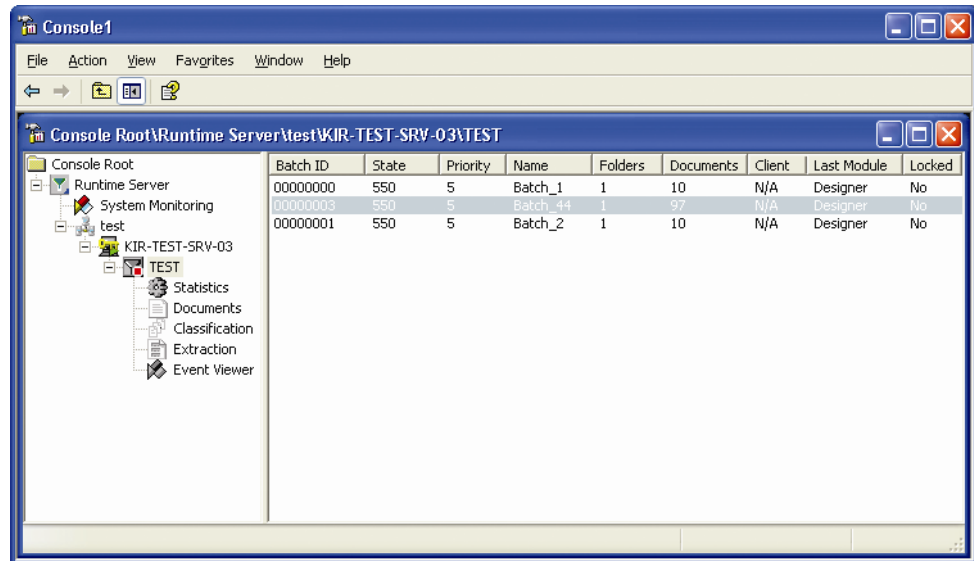 Console1
File Action View Favorites Window Help
Console Root\Runtime Server\test\KIR-TEST-SRV-03\TEST
Console Root
Runtime Server
System Monitoring
test
KIR-TEST-SRV-03
TEST
Statistics
Documents
Classification
Extraction
Event Viewer
Batch ID State Priority Name Folders Documents Client Last Module Locked
00000000 550 5 Batch_1 1 10 N/A Designer No
00000003 550 5 Batch_44 1 97 N/A Designer No
00000001 550 5 Batch_2 1 10 N/A Designer No